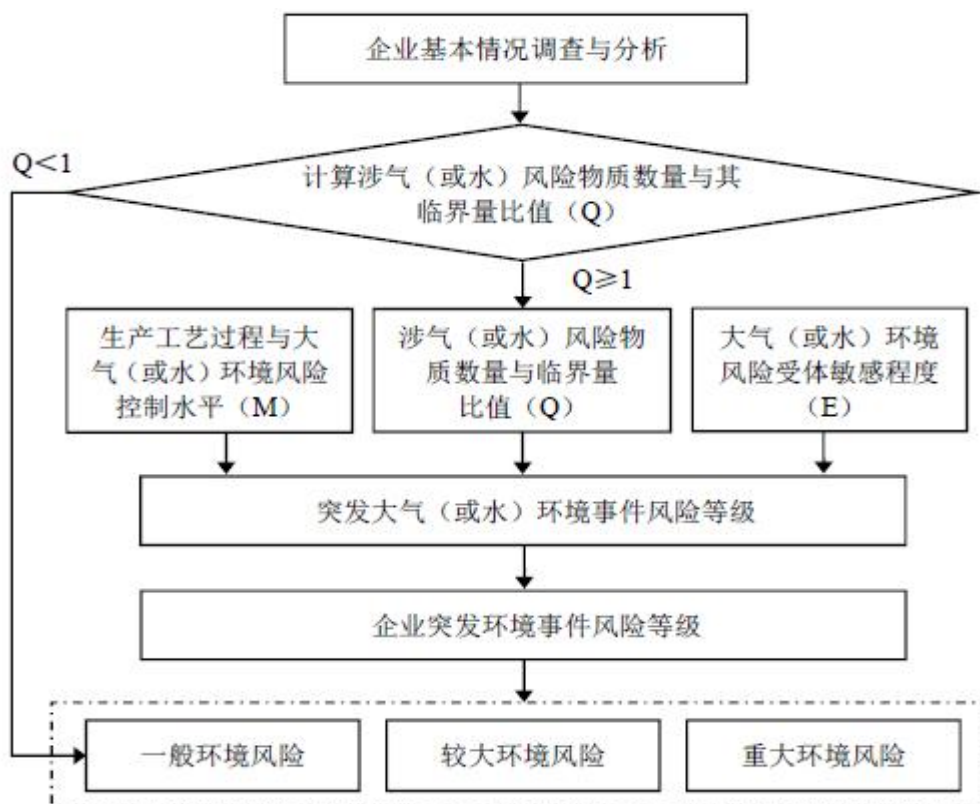 企业基本情况调查与分析
Q＜1
计算涉气（或水）风险物质数量与其
临界量比值（Q）
Q≥1
生产工艺过程与大
气（或水）环境风险
控制水平（M）
涉气（或水）风险物
质数量与临界量
比值（Q）
大气（或水）环境
风险受体敏感程度
（E）
突发大气（或水）环境事件风险等级
企业突发环境事件风险等级
一般环境风险
较大环境风险
重大环境风险